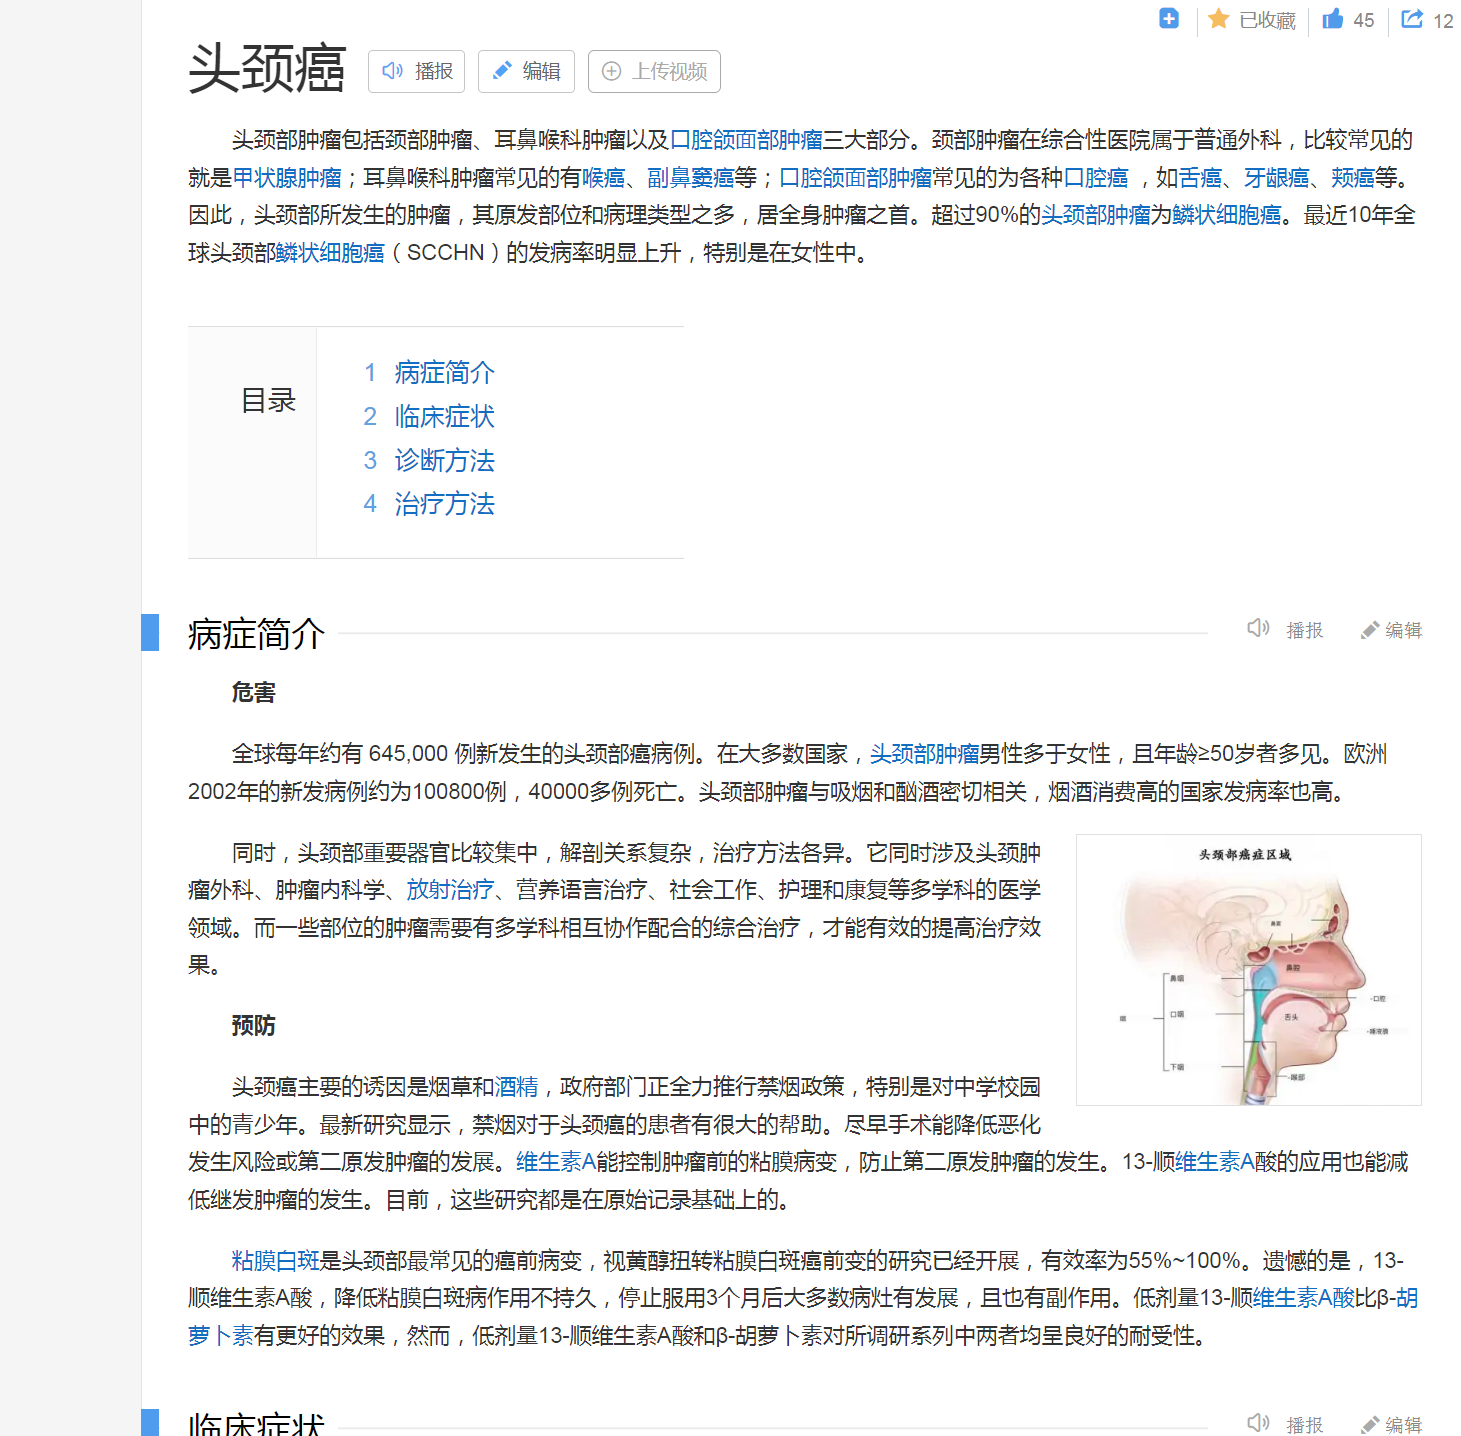 已收藏 45 12
头颈癌 播报 编辑 上传视频
头颈部肿瘤包括颈部肿瘤、耳鼻喉科肿瘤以及口腔颌面部肿瘤三大部分。颈部肿瘤在综合性医院属于普通外科，比较常见的
就是甲状腺肿瘤；耳鼻喉科肿瘤常见的有喉癌、副鼻窦癌等；口腔颌面部肿瘤常见的为各种口腔癌 ，如舌癌、牙龈癌、颊癌等。
因此，头颈部所发生的肿瘤，其原发部位和病理类型之多，居全身肿瘤之首。超过90%的头颈部肿瘤为鳞状细胞癌。最近10年全
球头颈部鳞状细胞癌（SCCHN）的发病率明显上升，特别是在女性中。
目录
1 病症简介
2 临床症状
3 诊断方法
4 治疗方法
病症简介 播报 编辑
危害
全球每年约有 645,000 例新发生的头颈部癌病例。在大多数国家，头颈部肿瘤男性多于女性，且年龄≥50岁者多见。欧洲
2002年的新发病例约为100800例，40000多例死亡。头颈部肿瘤与吸烟和酗酒密切相关，烟酒消费高的国家发病率也高。
同时，头颈部重要器官比较集中，解剖关系复杂，治疗方法各异。它同时涉及头颈肿
瘤外科、肿瘤内科学、放射治疗、营养语言治疗、社会工作、护理和康复等多学科的医学
领域。而一些部位的肿瘤需要有多学科相互协作配合的综合治疗，才能有效的提高治疗效
果。
头颈部癌症区域
鼻窦
鼻腔
鼻咽
口腔
口咽
舌头
咽
唾液腺
下咽
喉部
预防
头颈癌主要的诱因是烟草和酒精，政府部门正全力推行禁烟政策，特别是对中学校园
中的青少年。最新研究显示，禁烟对于头颈癌的患者有很大的帮助。尽早手术能降低恶化
发生风险或第二原发肿瘤的发展。维生素A能控制肿瘤前的粘膜病变，防止第二原发肿瘤的发生。13-顺维生素A酸的应用也能减
低继发肿瘤的发生。目前，这些研究都是在原始记录基础上的。
粘膜白斑是头颈部最常见的癌前病变，视黄醇扭转粘膜白斑癌前变的研究已经开展，有效率为55%~100%。遗憾的是，13-
顺维生素A酸，降低粘膜白斑病作用不持久，停止服用3个月后大多数病灶有发展，且也有副作用。低剂量13-顺维生素A酸比β-胡
萝卜素有更好的效果，然而，低剂量13-顺维生素A酸和β-胡萝卜素对所调研系列中两者均呈良好的耐受性。
临床症状 播报 编辑